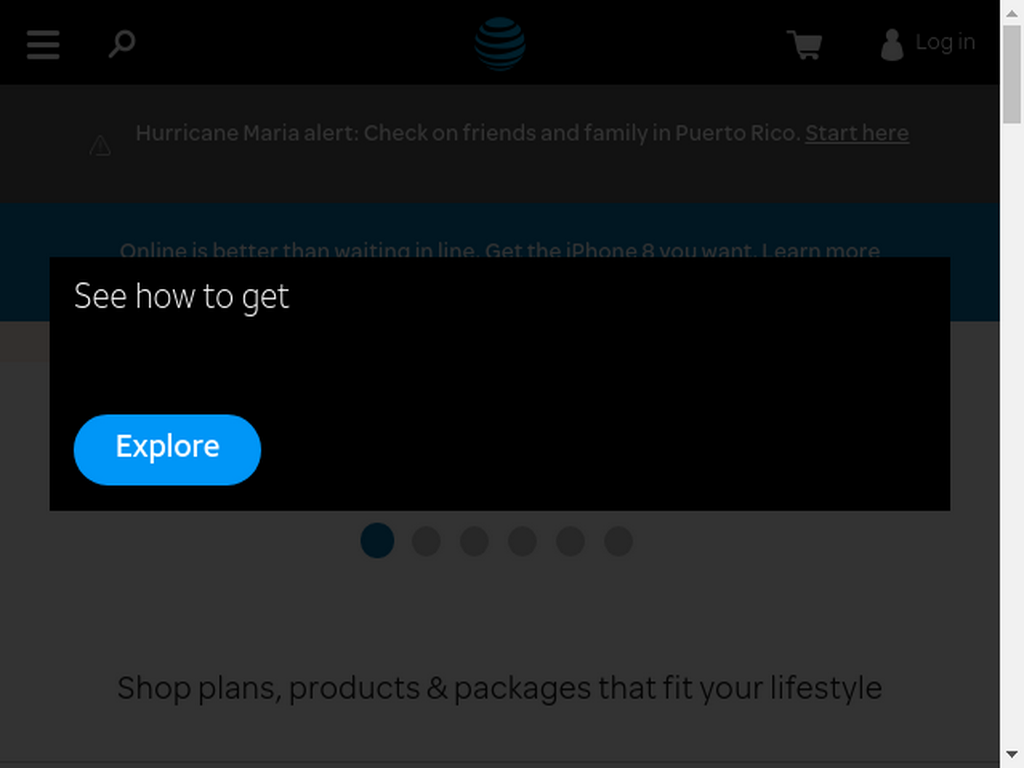 Log in
Hurricane Maria alert: Check on friends and family in Puerto Rico. Start here
Online is better than waiting in line. Get the iPhone 8 you want. Learn more
See how to get
Explore
Shop plans, products & packages that fit your lifestyle